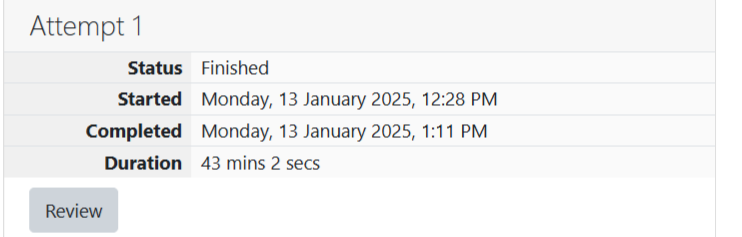 Attempt 1
Status Finished
Started Monday, 13 January 2025, 12:28 PM
Completed Monday, 13 January 2025, 1:11 PM
Duration 43 mins 2 secs
Review